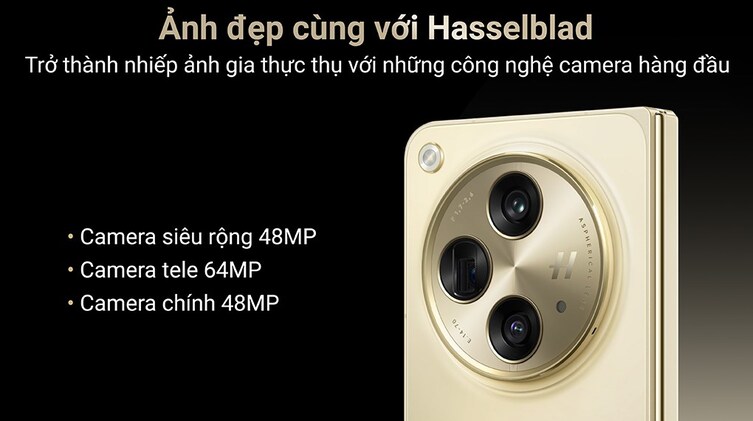 Ảnh đẹp cùng với Hasselblad
Trở thành nhiếp ảnh gia thực thụ với những công nghệ camera hàng đầu
• Camera siêu rộng 48MP
• Camera tele 64MP
• Camera chính 48MP
H
ASPHERICAL